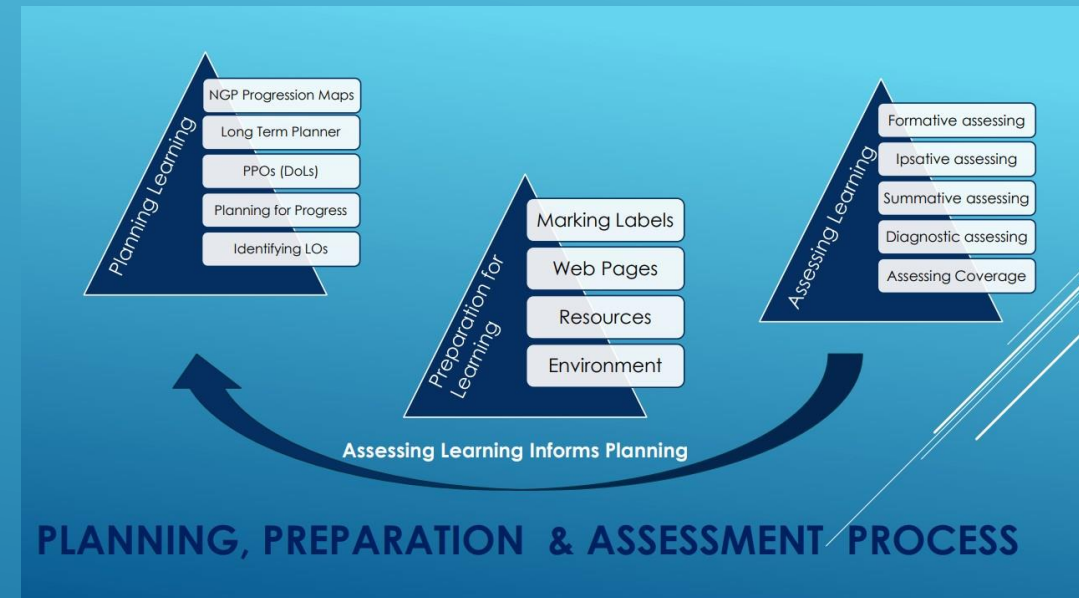 Planning Learning
NGP Progression Maps
Long Term Planner
PPOs (DoLs)
Planning for Progress
Identifying LOs
Preparation for
Learning
Marking Labels
Web Pages
Resources
Environment
Assessing Learning
Formative assessing
Ipsative assessing
Summative assessing
Diagnostic assessing
Assessing Coverage
Assessing Learning Informs Planning
PLANNING, PREPARATION & ASSESSMENT PROCESS